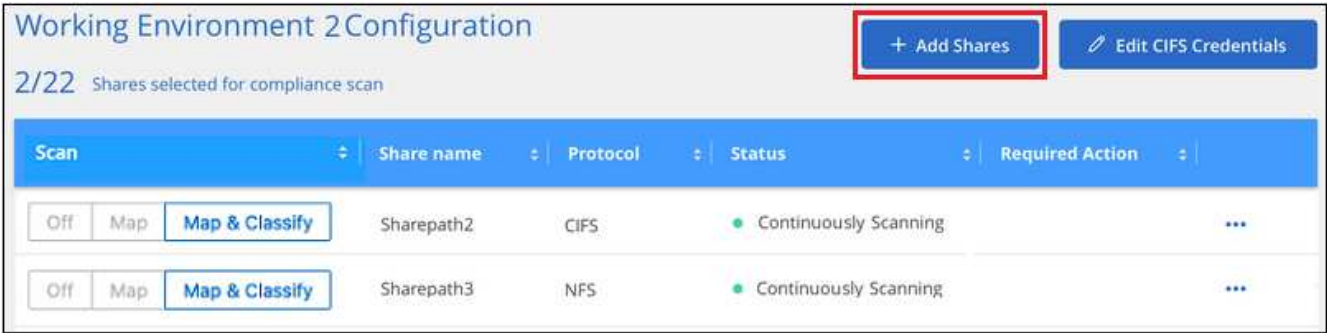 Working Environment 2 Configuration
+ Add Shares
Edit CIFS Credentials
2/22 Shares selected for compliance scan
Scan Share name Protocol Status Required Action
Off Map Map & Classify Sharepath2 CIFS Continuously Scanning •••
Off Map Map & Classify Sharepath3 NFS Continuously Scanning •••